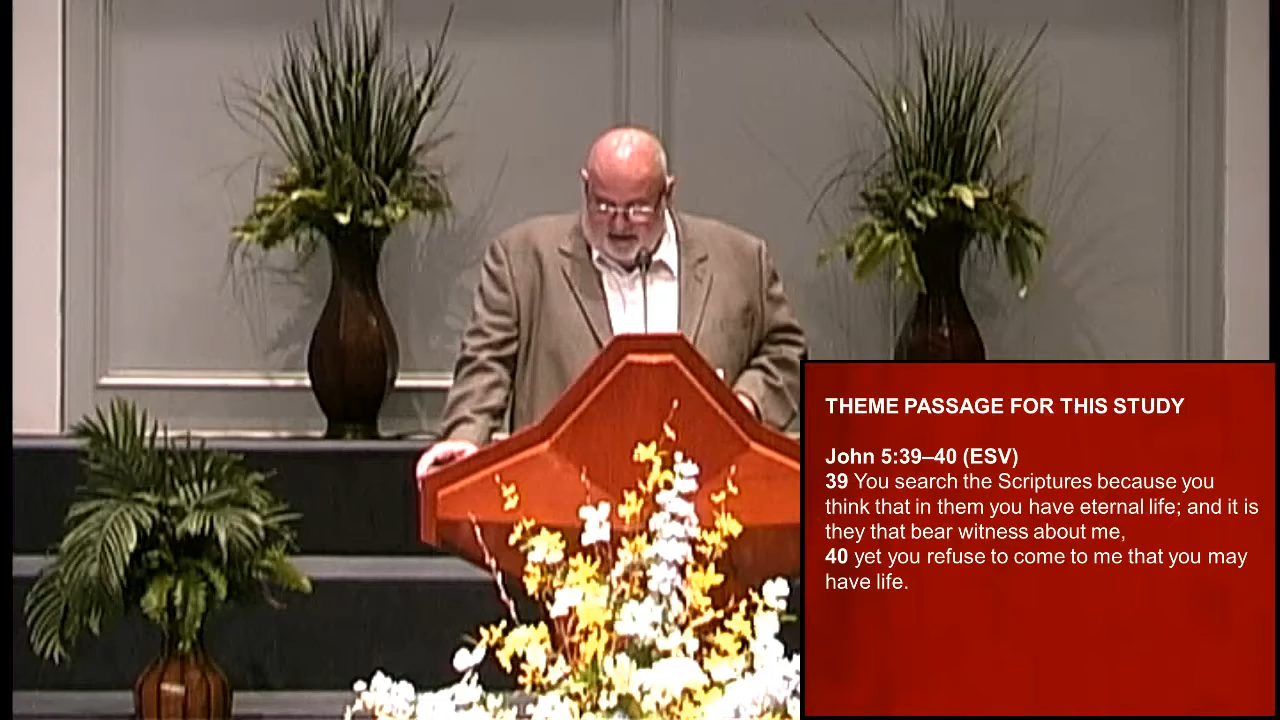 THEME PASSAGE FOR THIS STUDY
John 5:39–40 (ESV)
39 You search the Scriptures because you
think that in them you have eternal life; and it is
they that bear witness about me,
40 yet you refuse to come to me that you may
have life.